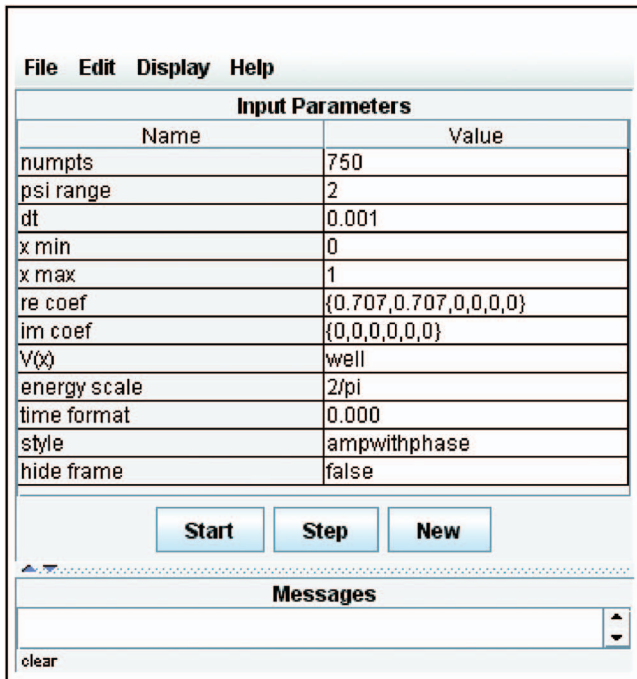 File Edit Display Help
Input Parameters
Name Value
numpts 750
psi range 2
dt 0.001
x min 0
x max 1
re coef {0.707,0.707,0,0,0,0}
im coef {0,0,0,0,0,0}
V(x) well
energy scale 2/pi
time format 0.000
style ampwithphase
hide frame false
Start Step New
Messages
clear